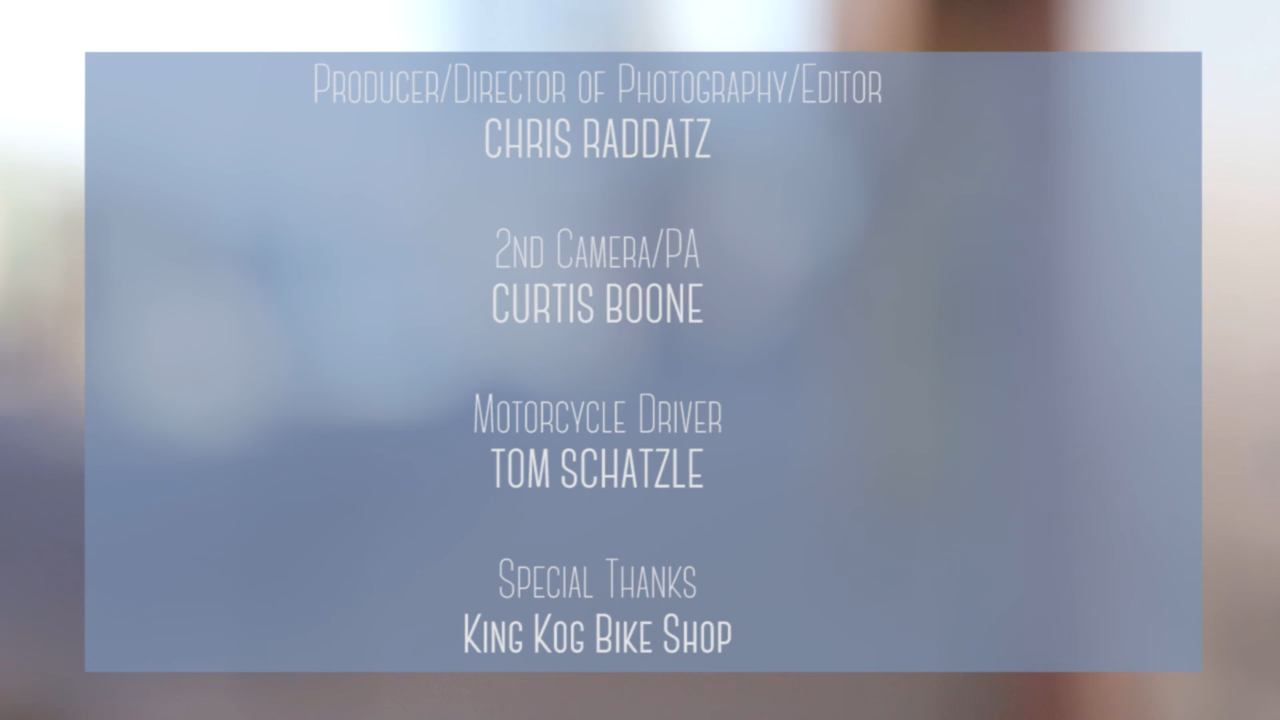 Producer/Director of Photography/Editor
CHRIS RADDATZ
2nd Camera/PA
CURTIS BOONE
Motorcycle Driver
TOM SCHATZLE
Special Thanks
King Kog Bike Shop